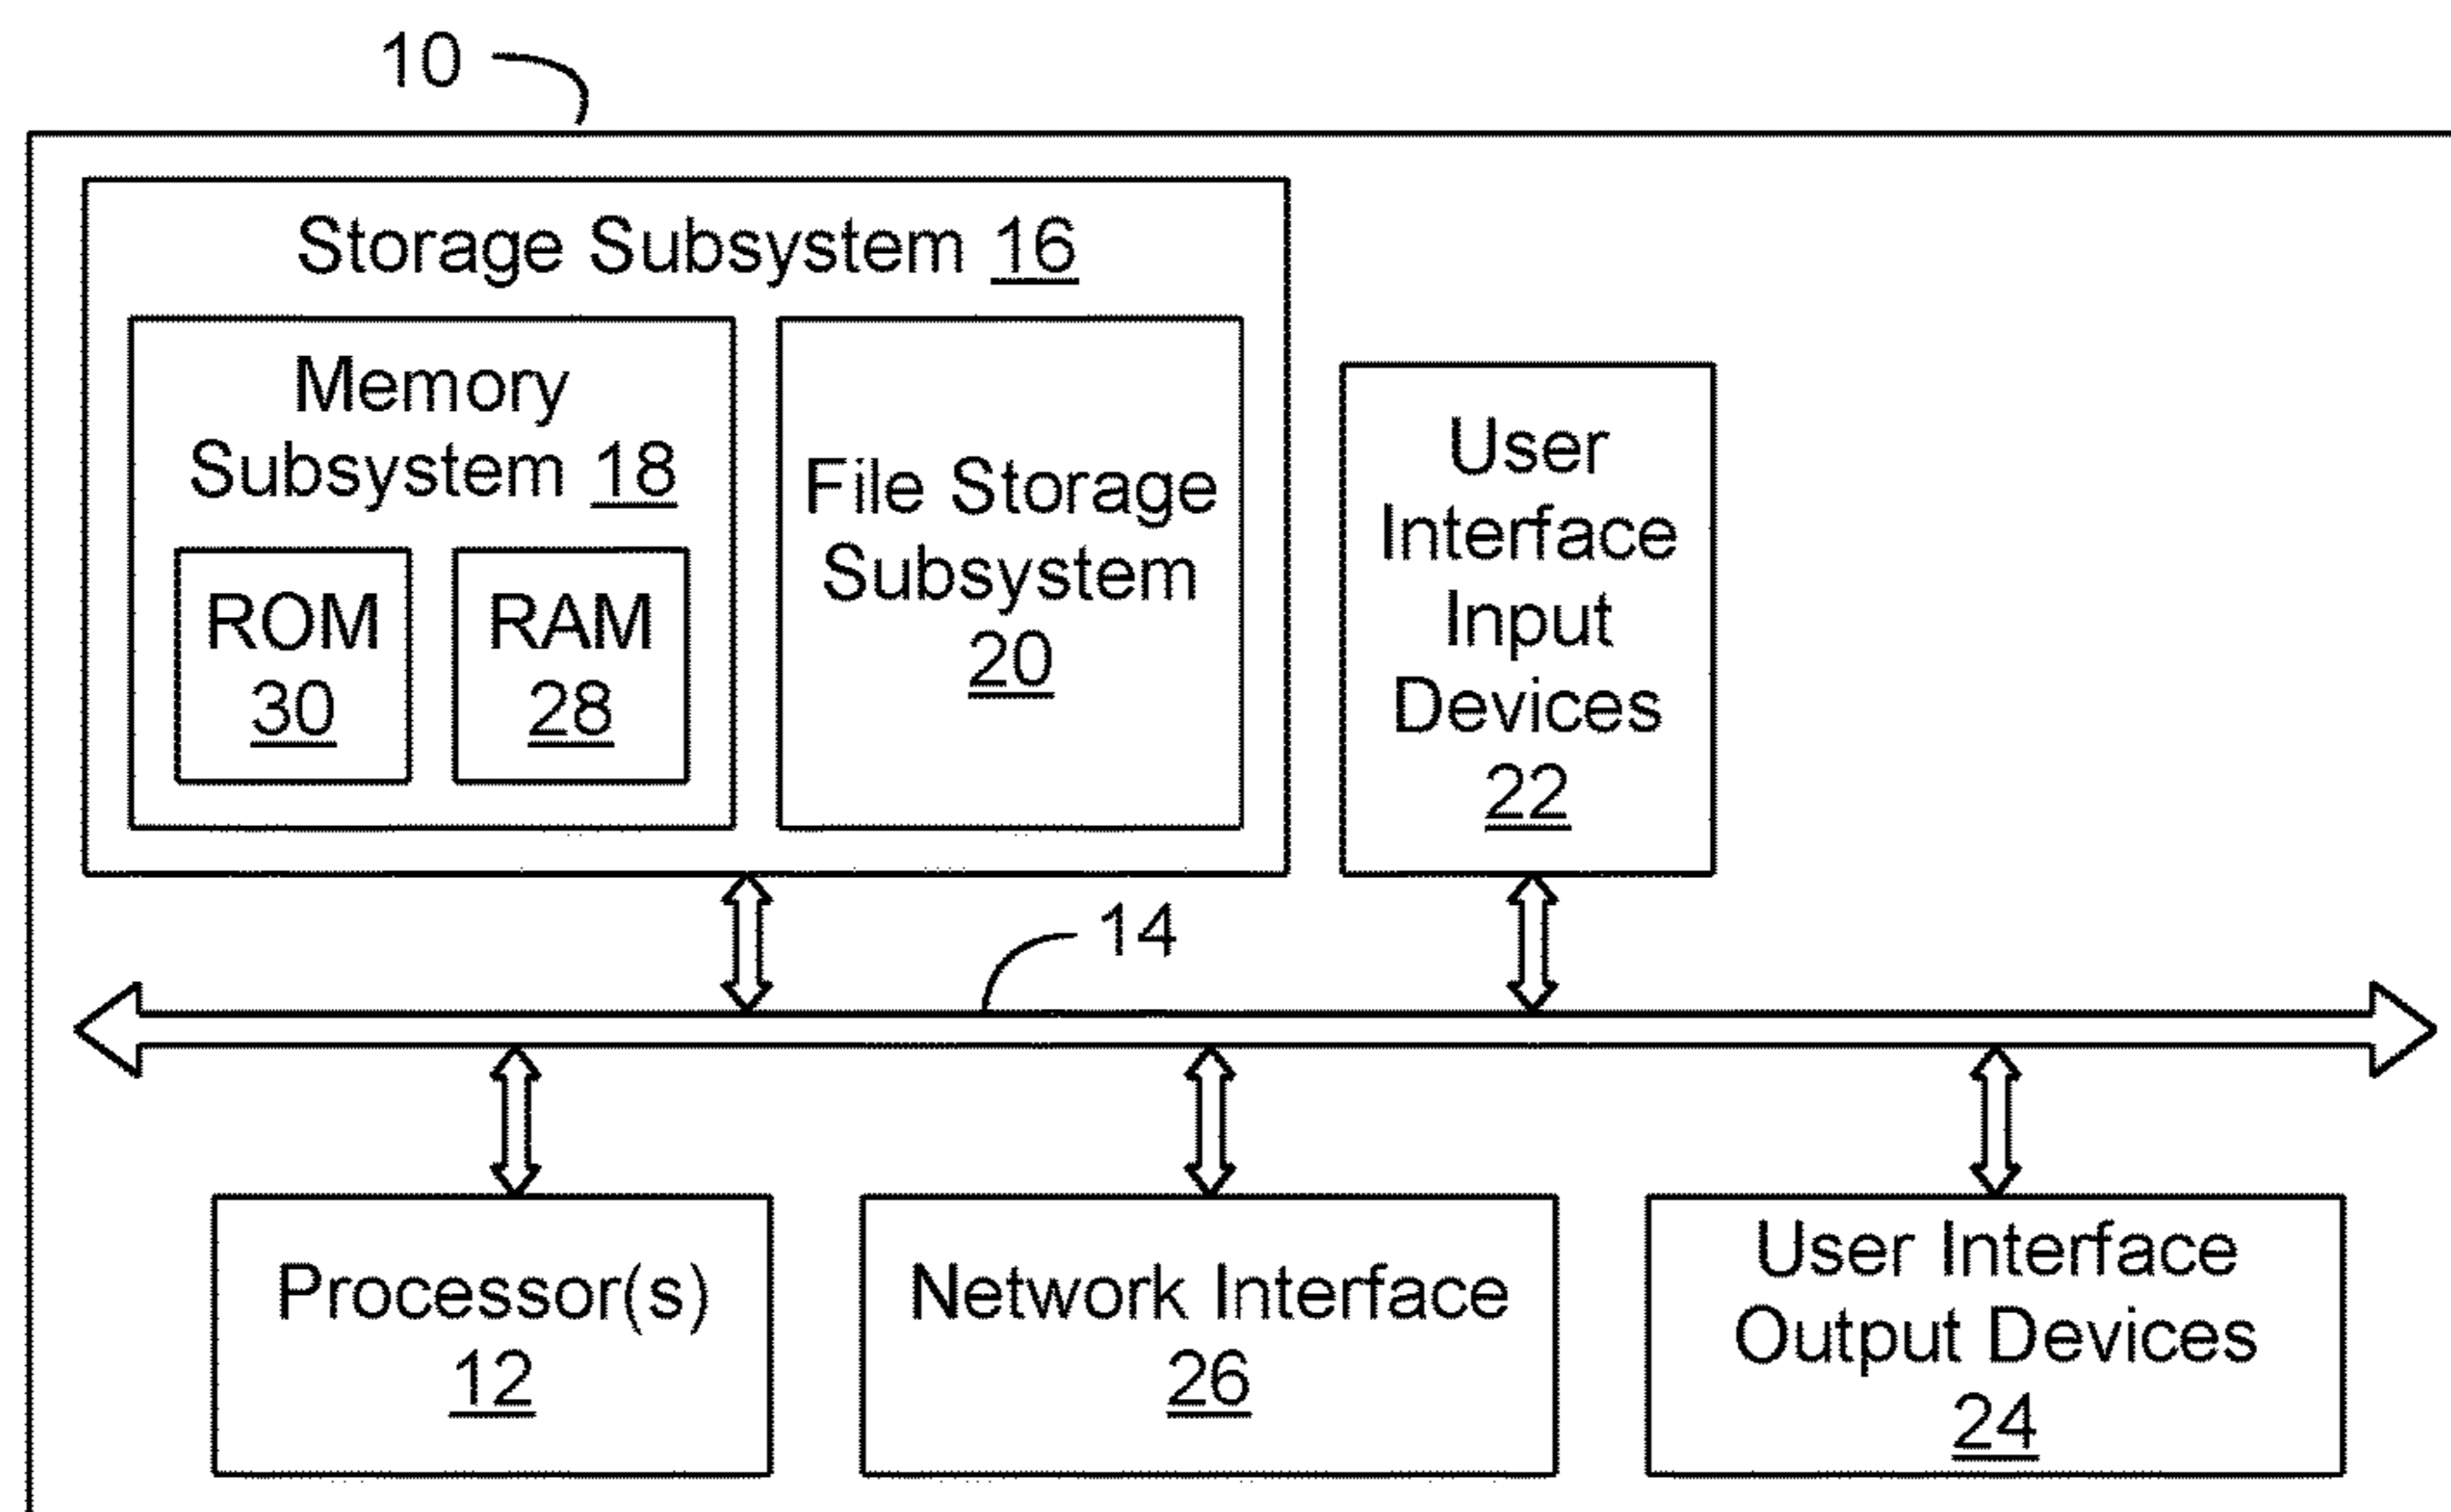 10
Storage Subsystem 16
Memory
Subsystem 18
ROM
30
RAM
28
File Storage
Subsystem
20
User
Interface
Input
Devices
22
14
Processor(s)
12
Network Interface
26
User Interface
Output Devices
24